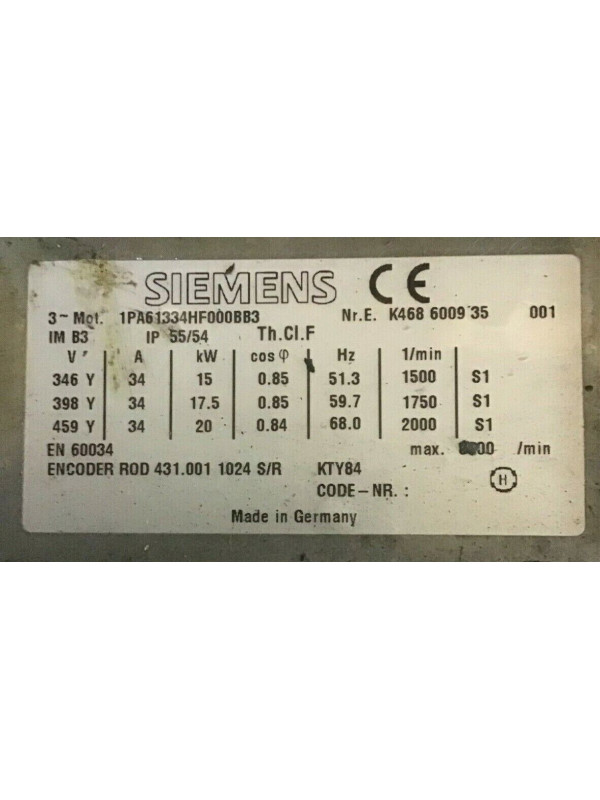 SIEMENS CE
3~ Mot. 1PA61334HF000BB3 Nr.E. K468 6009 35 001
IM B3 IP 55/54 Th.Cl.F
V A kW cos φ Hz 1/min
346 Y 34 15 0.85 51.3 1500 S1
398 Y 34 17.5 0.85 59.7 1750 S1
459 Y 34 20 0.84 68.0 2000 S1
EN 60034 max. /min
ENCODER ROD 431.001 1024 S/R KTY84 H
CODE-NR. :
Made in Germany